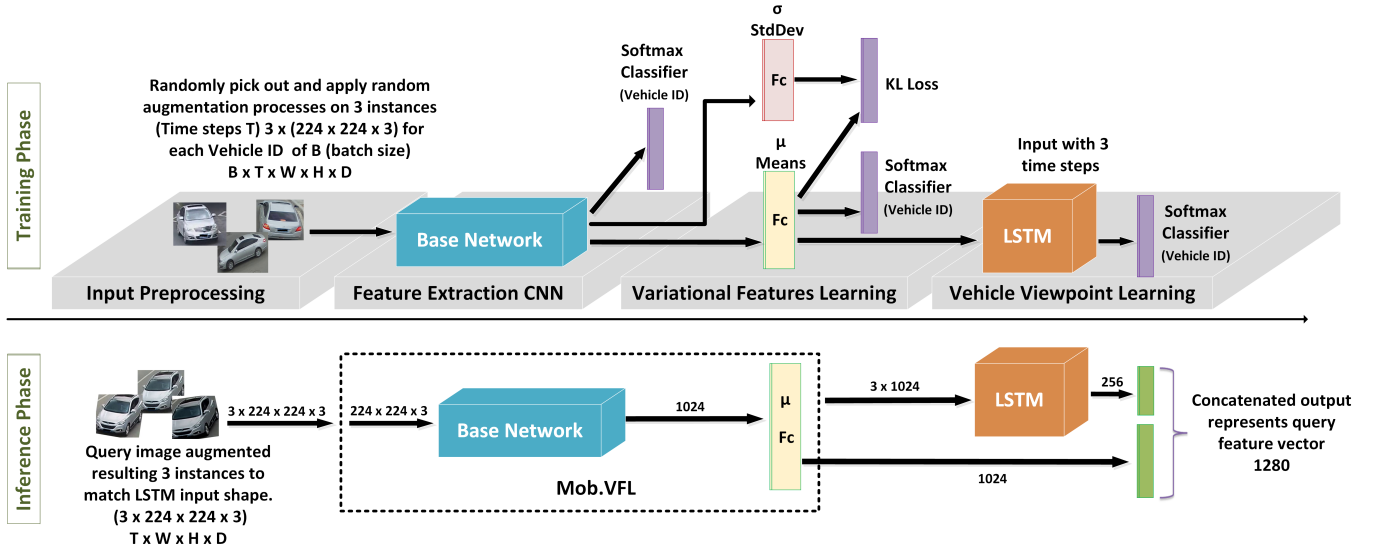 Training Phase
Randomly pick out and apply random
augmentation processes on 3 instances
(Time steps T) 3 x (224 x 224 x 3) for
each Vehicle ID of B (batch size)
B x T x W x H x D
Input Preprocessing
Base Network
Feature Extraction CNN
Softmax
Classifier
(Vehicle ID)
σ
StdDev
Fc
KL Loss
μ
Means
Fc
Softmax
Classifier
(Vehicle ID)
Variational Features Learning
Input with 3
time steps
LSTM
Softmax
Classifier
(Vehicle ID)
Vehicle Viewpoint Learning
Inference Phase
Query image augmented
resulting 3 instances to
match LSTM input shape.
(3 x 224 x 224 x 3)
T x W x H x D
3 x 224 x 224 x 3
224 x 224 x 3
Base Network
1024
μ
Fc
Mob.VFL
3 x 1024
LSTM
256
1024
Concatenated output
represents query
feature vector
1280